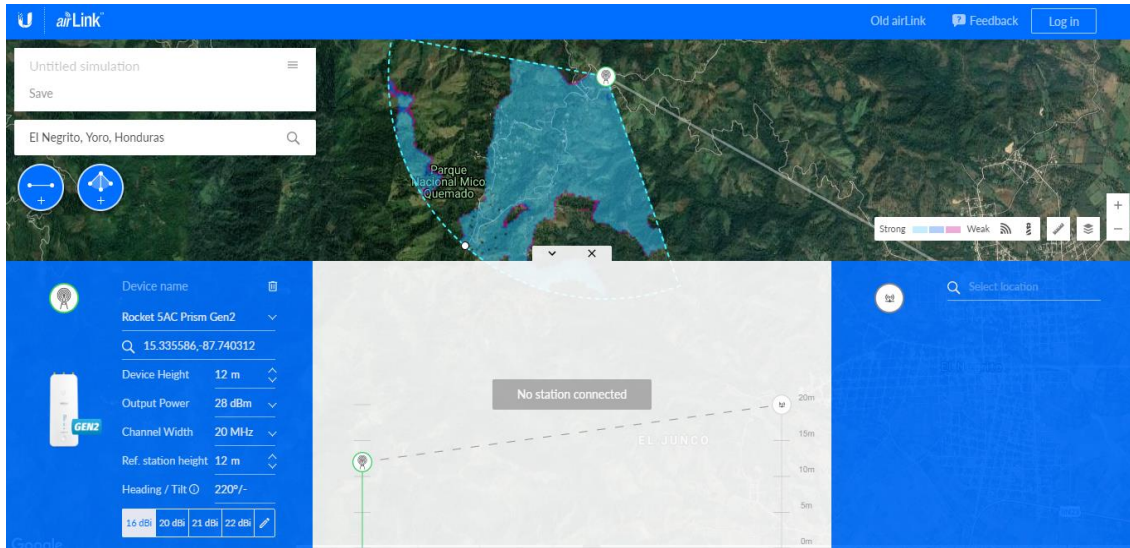 airLink™
Old airLink
Feedback
Log in
Untitled simulation
Save
El Negrito, Yoro, Honduras
Parque
Nacional Mico
Quemado
+
+
+
−
Strong
Weak
Device name
Rocket 5AC Prism Gen2
15.335586,-87.740312
Device Height 12 m
Output Power 28 dBm
Channel Width 20 MHz
Ref. station height 12 m
Heading / Tilt 220°/-
16 dBi 20 dBi 21 dBi 22 dBi
GEN2
No station connected
EL JUNCO
20m
15m
10m
5m
0m
Select location
Google